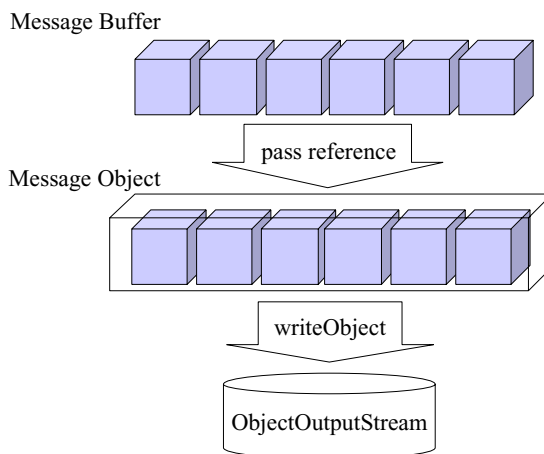 Message Buffer
pass reference
Message Object
writeObject
ObjectOutputStream